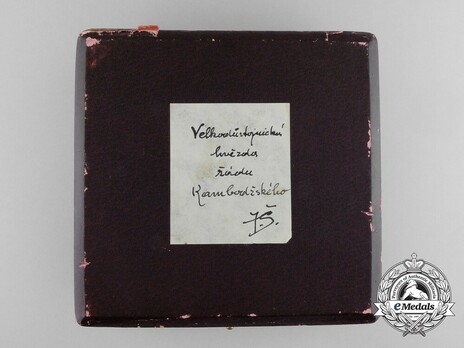 Velkodůstojnická
hvězda
řádu
Kambodžského
J.Š.
eMedals